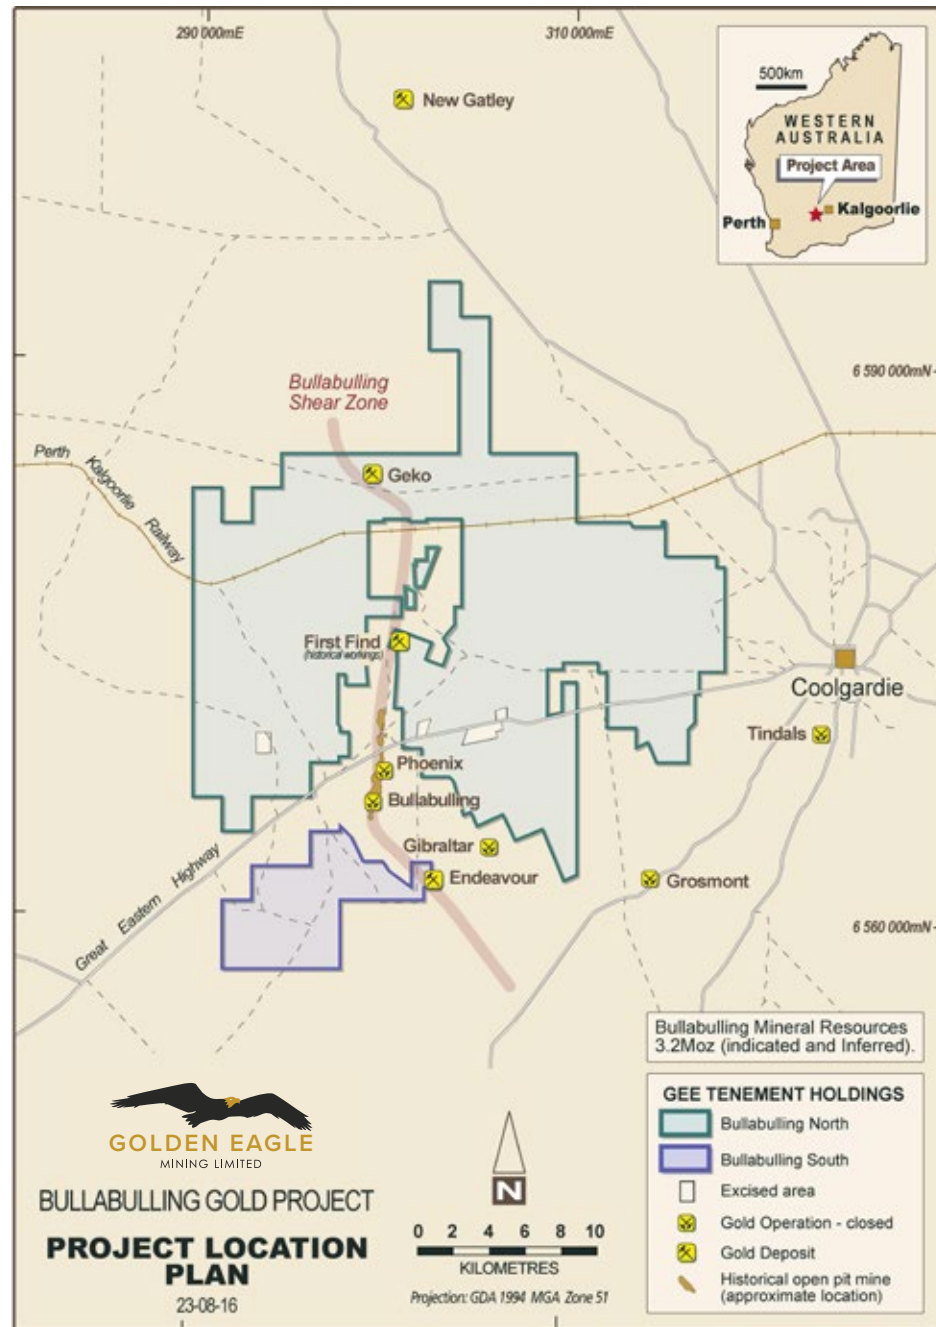 290 000mE
310 000mE
New Gatley
500km
WESTERN
AUSTRALIA
Project Area
Kalgoorlie
Perth
6 590 000mN
Bullabulling
Shear Zone
Perth Kalgoorlie Railway
Geko
First Find
(historical workings)
Coolgardie
Tindals
Phoenix
Bullabulling
Gibraltar
Endeavour
Grosmont
Great Eastern Highway
6 560 000mN
Bullabulling Mineral Resources
3.2Moz (indicated and Inferred).
GEE TENEMENT HOLDINGS
Bullabulling North
Bullabulling South
Excised area
Gold Operation - closed
Gold Deposit
Historical open pit mine
(approximate location)
GOLDEN EAGLE
MINING LIMITED
BULLABULLING GOLD PROJECT
PROJECT LOCATION
PLAN
23-08-16
N
0 2 4 6 8 10
KILOMETRES
Projection: GDA 1994 MGA Zone 51